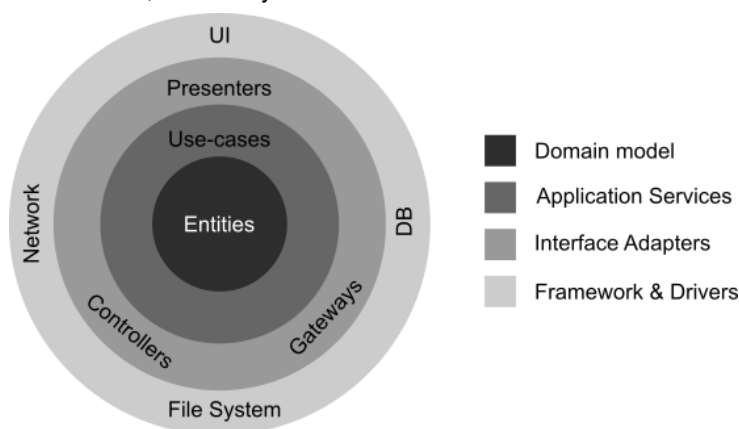 UI
Presenters
Use-cases
Entities
Network
DB
Controllers
Gateways
File System
Domain model
Application Services
Interface Adapters
Framework & Drivers